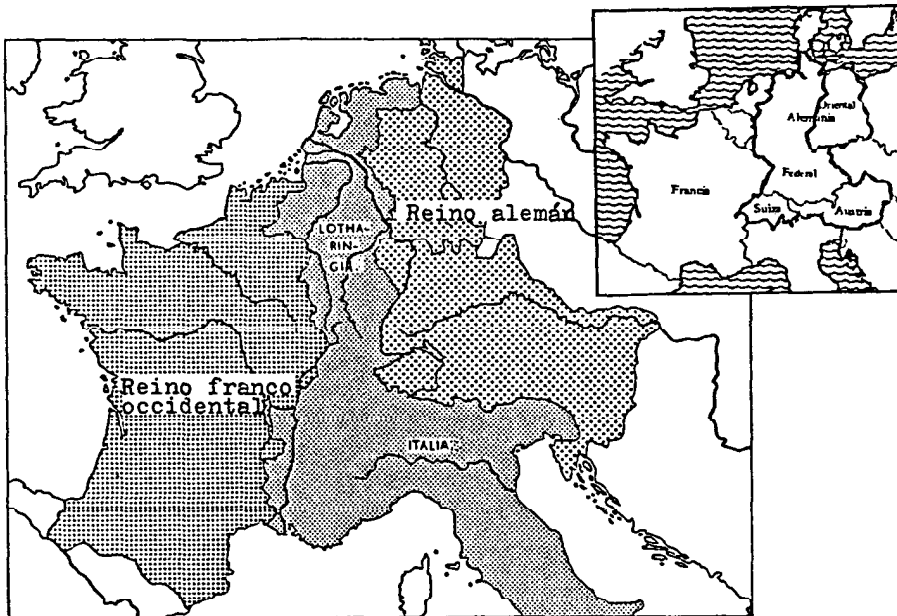 Reino alemán
LOTHA-
RIN-
GIA
Reino franco
occidental
ITALIA
Oriental
Alemania
Federal
Francia
Suiza
Austria